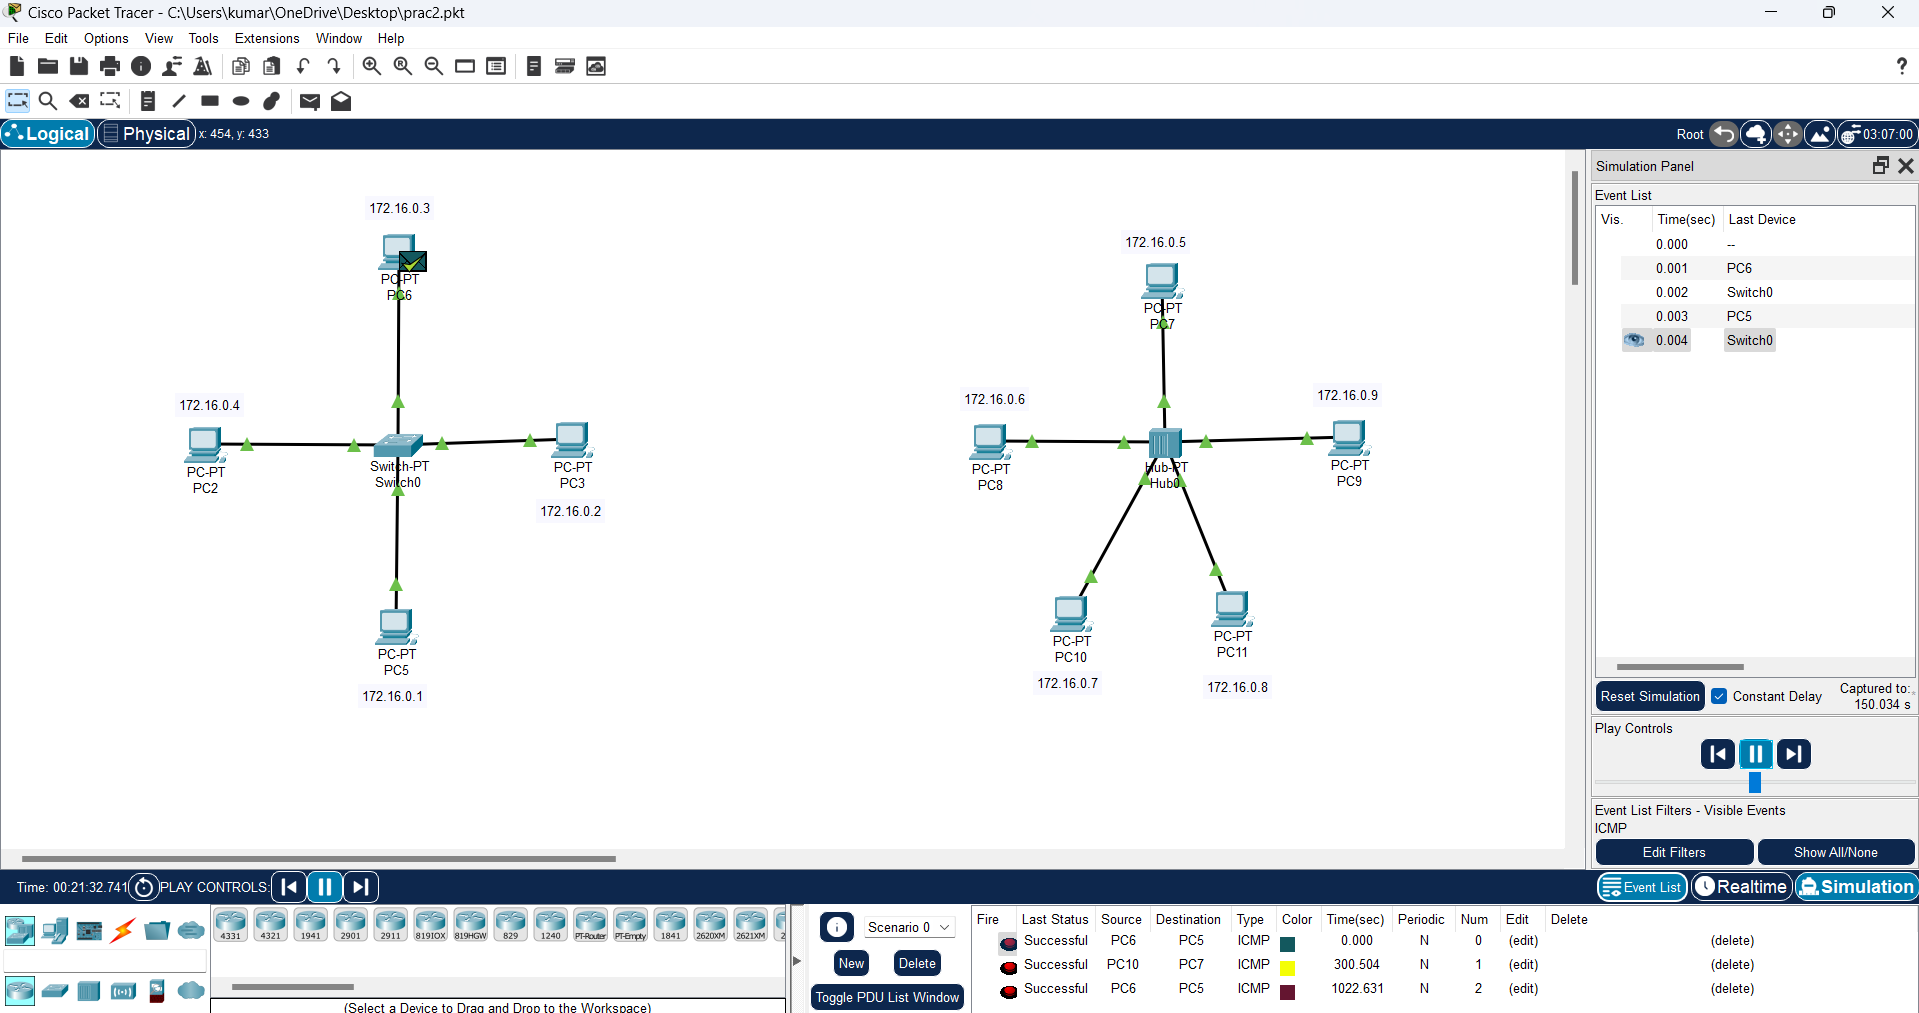 Cisco Packet Tracer - C:\Users\kumar\OneDrive\Desktop\prac2.pkt
File Edit Options View Tools Extensions Window Help
Logical Physical x: 454, y: 433 Root 03:07:00
172.16.0.3
PC-PT
PC6
172.16.0.4
PC-PT
PC2
Switch-PT
Switch0
PC-PT
PC3
172.16.0.2
PC-PT
PC5
172.16.0.1
172.16.0.5
PC-PT
PC7
172.16.0.6
PC-PT
PC8
Hub-PT
Hub0
172.16.0.9
PC-PT
PC9
PC-PT
PC10
172.16.0.7
PC-PT
PC11
172.16.0.8
Simulation Panel
Event List
Vis. Time(sec) Last Device
0.000 --
0.001 PC6
0.002 Switch0
0.003 PC5
0.004 Switch0
Reset Simulation Constant Delay Captured to:
150.034 s
Play Controls
Event List Filters - Visible Events
ICMP
Edit Filters Show All/None
Time: 00:21:32.741 PLAY CONTROLS: Event List Realtime Simulation
4331 4321 1941 2901 2911 819IOX 819HGW 829 1240 PT-Router PT-Empty 1841 2620XM 2621XM 2
(Select a Device to Drag and Drop to the Workspace)
Scenario 0
New Delete
Toggle PDU List Window
Fire Last Status Source Destination Type Color Time(sec) Periodic Num Edit Delete
Successful PC6 PC5 ICMP 0.000 N 0 (edit) (delete)
Successful PC10 PC7 ICMP 300.504 N 1 (edit) (delete)
Successful PC6 PC5 ICMP 1022.631 N 2 (edit) (delete)